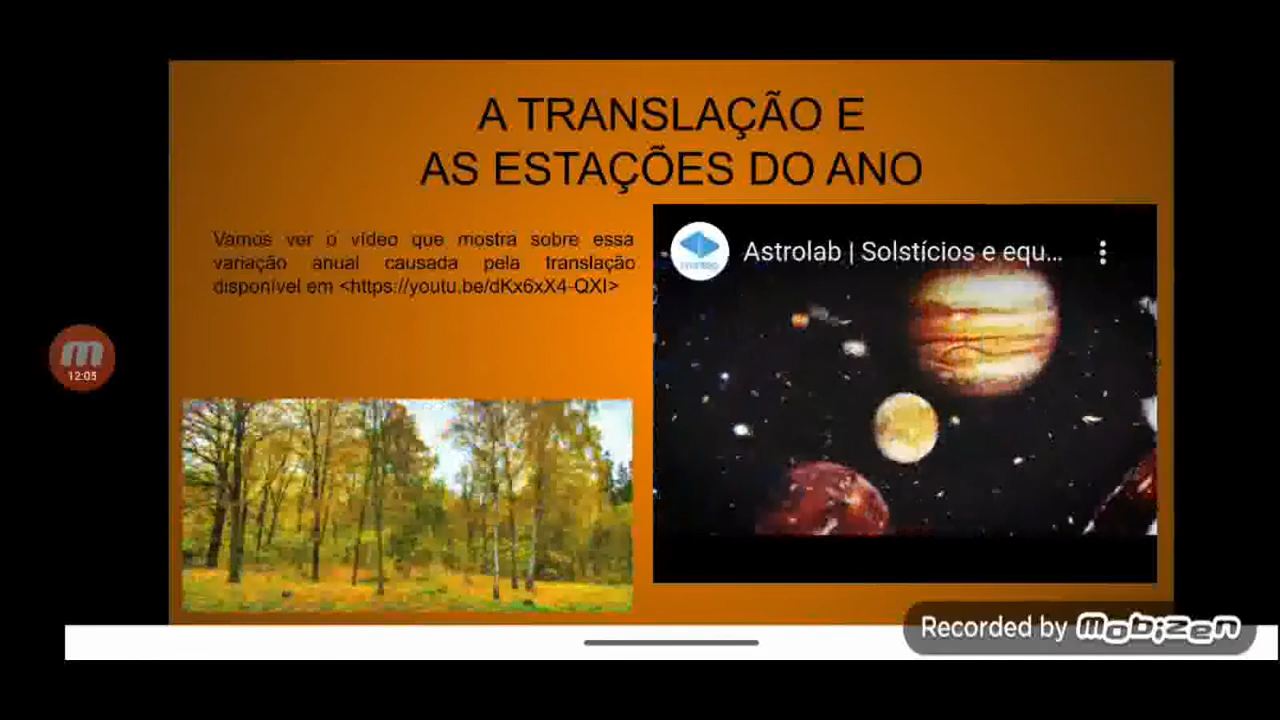 A TRANSLAÇÃO E
AS ESTAÇÕES DO ANO
Vamos ver o vídeo que mostra sobre essa
variação anual causada pela translação
disponível em <https://youtu.be/dKx6xX4-QXI>
Astrolab | Solstícios e equ...
m
12:05
Recorded by mobizen